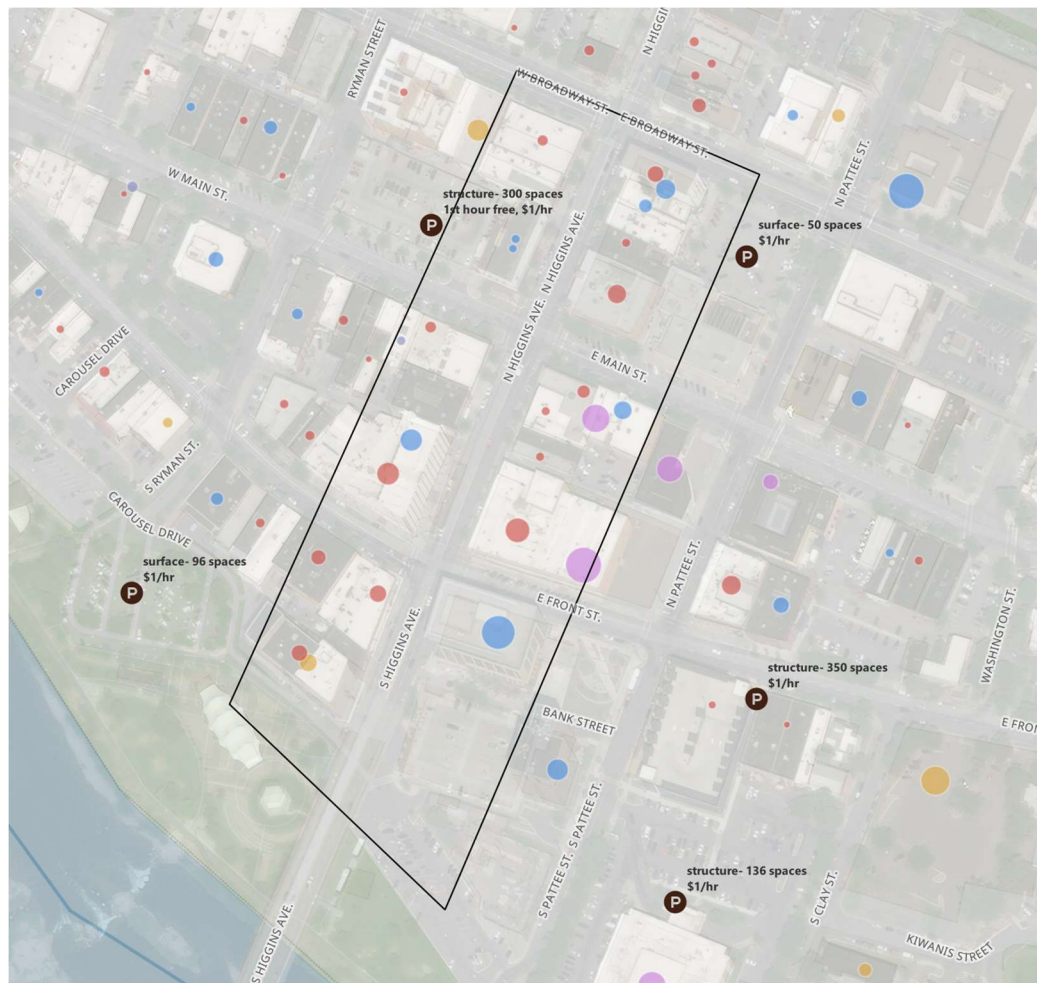 N HIGGIN
RYMAN STREET
W BROADWAY ST.
E BROADWAY ST.
N PATTEE ST.
W MAIN ST.
structure- 300 spaces
1st hour free, $1/hr
P
surface- 50 spaces
$1/hr
P
N HIGGINS AVE.
N HIGGINS AVE.
CAROUSEL DRIVE
E MAIN ST.
S RYMAN ST.
CAROUSEL DRIVE
surface- 96 spaces
$1/hr
P
N PATTEE ST.
E FRONT ST.
WASHINGTON ST.
S HIGGINS AVE.
structure- 350 spaces
$1/hr
P
BANK STREET
E FRON
S PATTEE ST.
S PATTEE ST.
structure- 136 spaces
$1/hr
P
S CLAY ST.
KIWANIS STREET
S HIGGINS AVE.